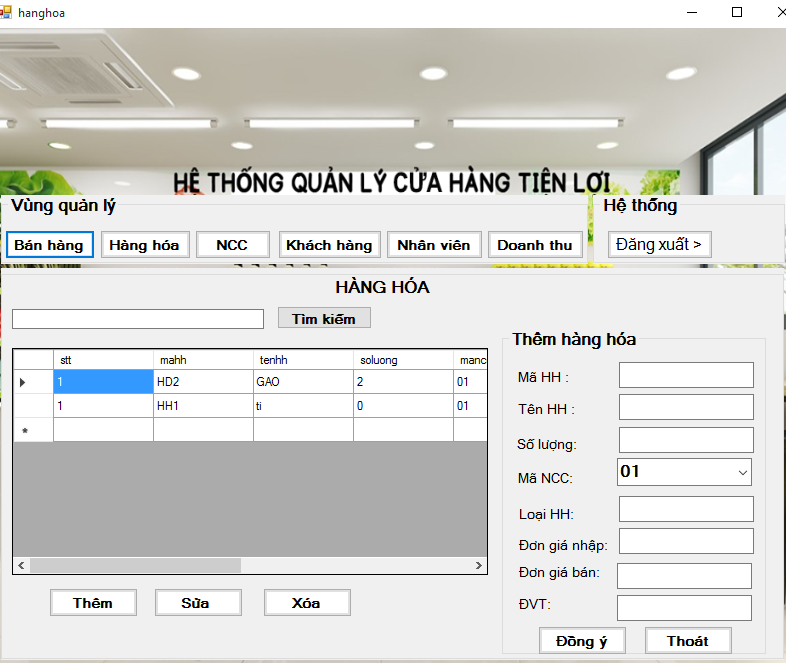 hanghoa
HỆ THỐNG QUẢN LÝ CỬA HÀNG TIỆN LỢI
Vùng quản lý
Hệ thống
Bán hàng Hàng hóa NCC Khách hàng Nhân viên Doanh thu Đăng xuất >
HÀNG HÓA
Tìm kiếm
stt mahh tenhh soluong manc
1 HD2 GAO 2 01
1 HH1 ti 0 01
Thêm Sửa Xóa
Thêm hàng hóa
Mã HH :
Tên HH :
Số lượng:
Mã NCC: 01
Loại HH:
Đơn giá nhập:
Đơn giá bán:
ĐVT:
Đồng ý Thoát